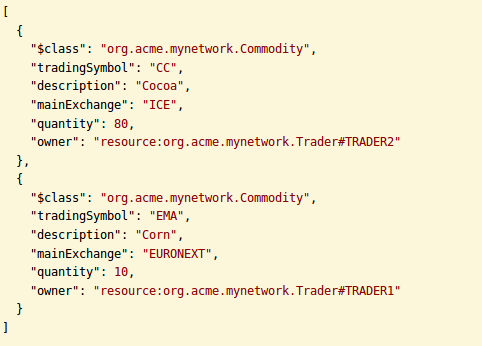 [
  {
    "$class": "org.acme.mynetwork.Commodity",
    "tradingSymbol": "CC",
    "description": "Cocoa",
    "mainExchange": "ICE",
    "quantity": 80,
    "owner": "resource:org.acme.mynetwork.Trader#TRADER2"
  },
  {
    "$class": "org.acme.mynetwork.Commodity",
    "tradingSymbol": "EMA",
    "description": "Corn",
    "mainExchange": "EURONEXT",
    "quantity": 10,
    "owner": "resource:org.acme.mynetwork.Trader#TRADER1"
  }
]